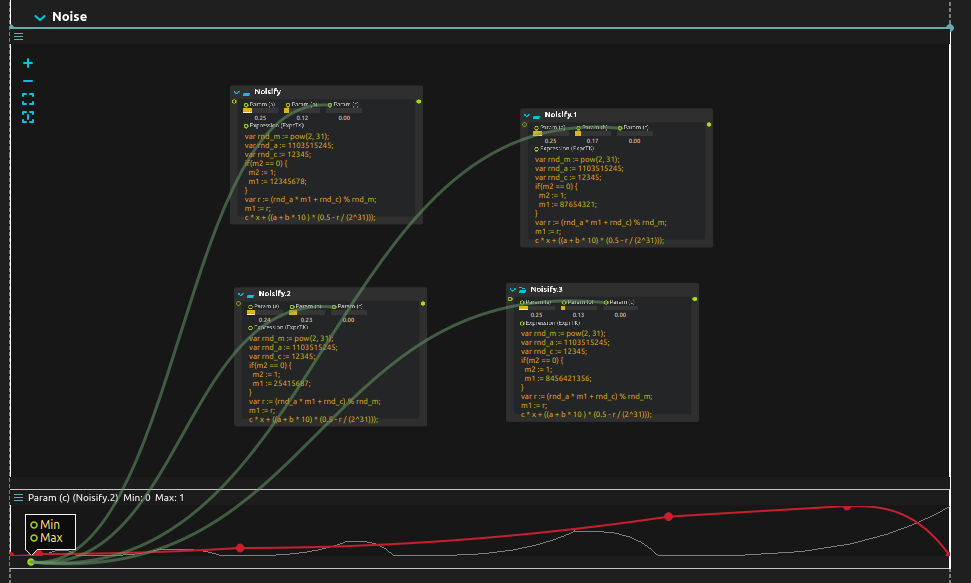 Noise
Noisify
Param (a) Param (b) Param (c)
0.25 0.12 0.00
Expression (ExprTK)
var rnd_m := pow(2, 31);
var rnd_a := 1103515245;
var rnd_c := 12345;
if(m2 == 0) {
m2 := 1;
m1 := 12345678;
}
var r := (rnd_a * m1 + rnd_c) % rnd_m;
m1 := r;
c * x + ((a + b * 10 ) * (0.5 - r / (2^31)));
Noisify.1
Param (a) Param (b) Param (c)
0.25 0.17 0.00
Expression (ExprTK)
var rnd_m := pow(2, 31);
var rnd_a := 1103515245;
var rnd_c := 12345;
if(m2 == 0) {
m2 := 1;
m1 := 87654321;
}
var r := (rnd_a * m1 + rnd_c) % rnd_m;
m1 := r;
c * x + ((a + b * 10) * (0.5 - r / (2^31)));
Noisify.2
Param (a) Param (b) Param (c)
0.24 0.23 0.00
Expression (ExprTK)
var rnd_m := pow(2, 31);
var rnd_a := 1103515245;
var rnd_c := 12345;
if(m2 == 0) {
m2 := 1;
m1 := 25415687;
}
var r := (rnd_a * m1 + rnd_c) % rnd_m;
m1 := r;
c * x + ((a + b * 10) * (0.5 - r / (2^31)));
Noisify.3
Param (a) Param (b) Param (c)
0.25 0.13 0.00
Expression (ExprTK)
var rnd_m := pow(2, 31);
var rnd_a := 1103515245;
var rnd_c := 12345;
if(m2 == 0) {
m2 := 1;
m1 := 8456421356;
}
var r := (rnd_a * m1 + rnd_c) % rnd_m;
m1 := r;
c * x + ((a + b * 10 ) * (0.5 - r / (2^31)));
Param (c) (Noisify.2) Min: 0 Max: 1
Min
Max